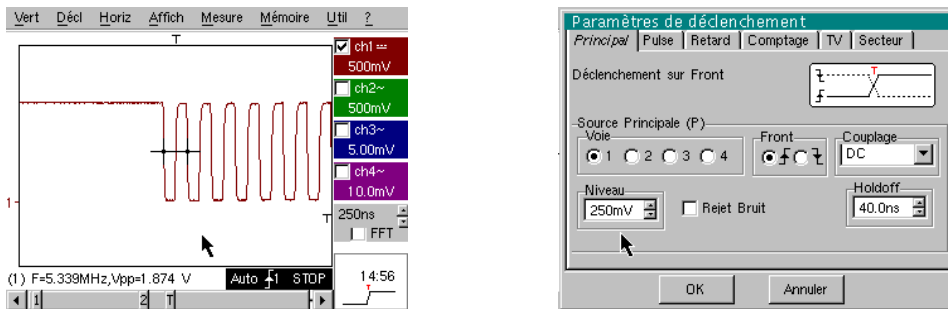 Vert Décl Horiz Affich Mesure Mémoire Util ?
T
ch1
500mV
ch2~
500mV
ch3~
5.00mV
ch4~
10.0mV
1-
T
250ns
FFT
(1) F=5.339MHz,Vpp=1.874 V Auto 1 STOP
14:56
T
1 2 T
Paramètres de déclenchement
Principal Pulse Retard Comptage TV Secteur
Déclenchement sur Front
T
Source Principale (P)
Voie Front Couplage
1 2 3 4 DC
Niveau Holdoff
250mV Rejet Bruit 40.0ns
OK Annuler